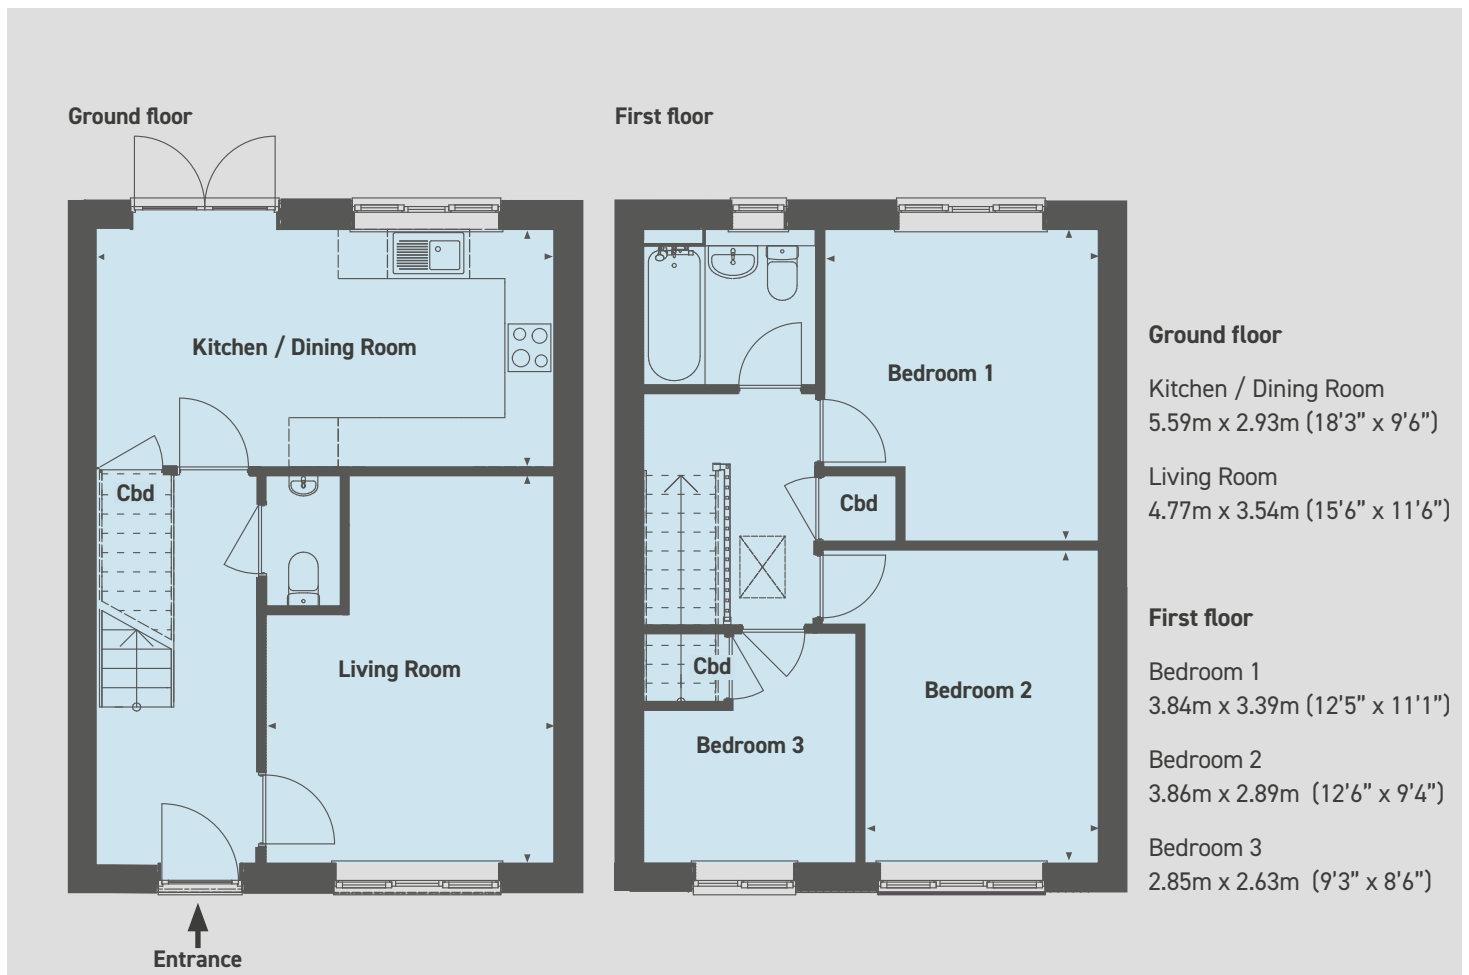 Ground floor
First floor
Kitchen / Dining Room
Bedroom 1
Cbd
Cbd
Living Room
Cbd
Bedroom 2
Bedroom 3
Entrance
Ground floor
Kitchen / Dining Room
5.59m x 2.93m (18'3” x 9'6”)
Living Room
4.77m x 3.54m (15'6” x 11'6”)
First floor
Bedroom 1
3.84m x 3.39m (12'5” x 11'1”)
Bedroom 2
3.86m x 2.89m (12'6” x 9'4”)
Bedroom 3
2.85m x 2.63m (9'3” x 8'6”)